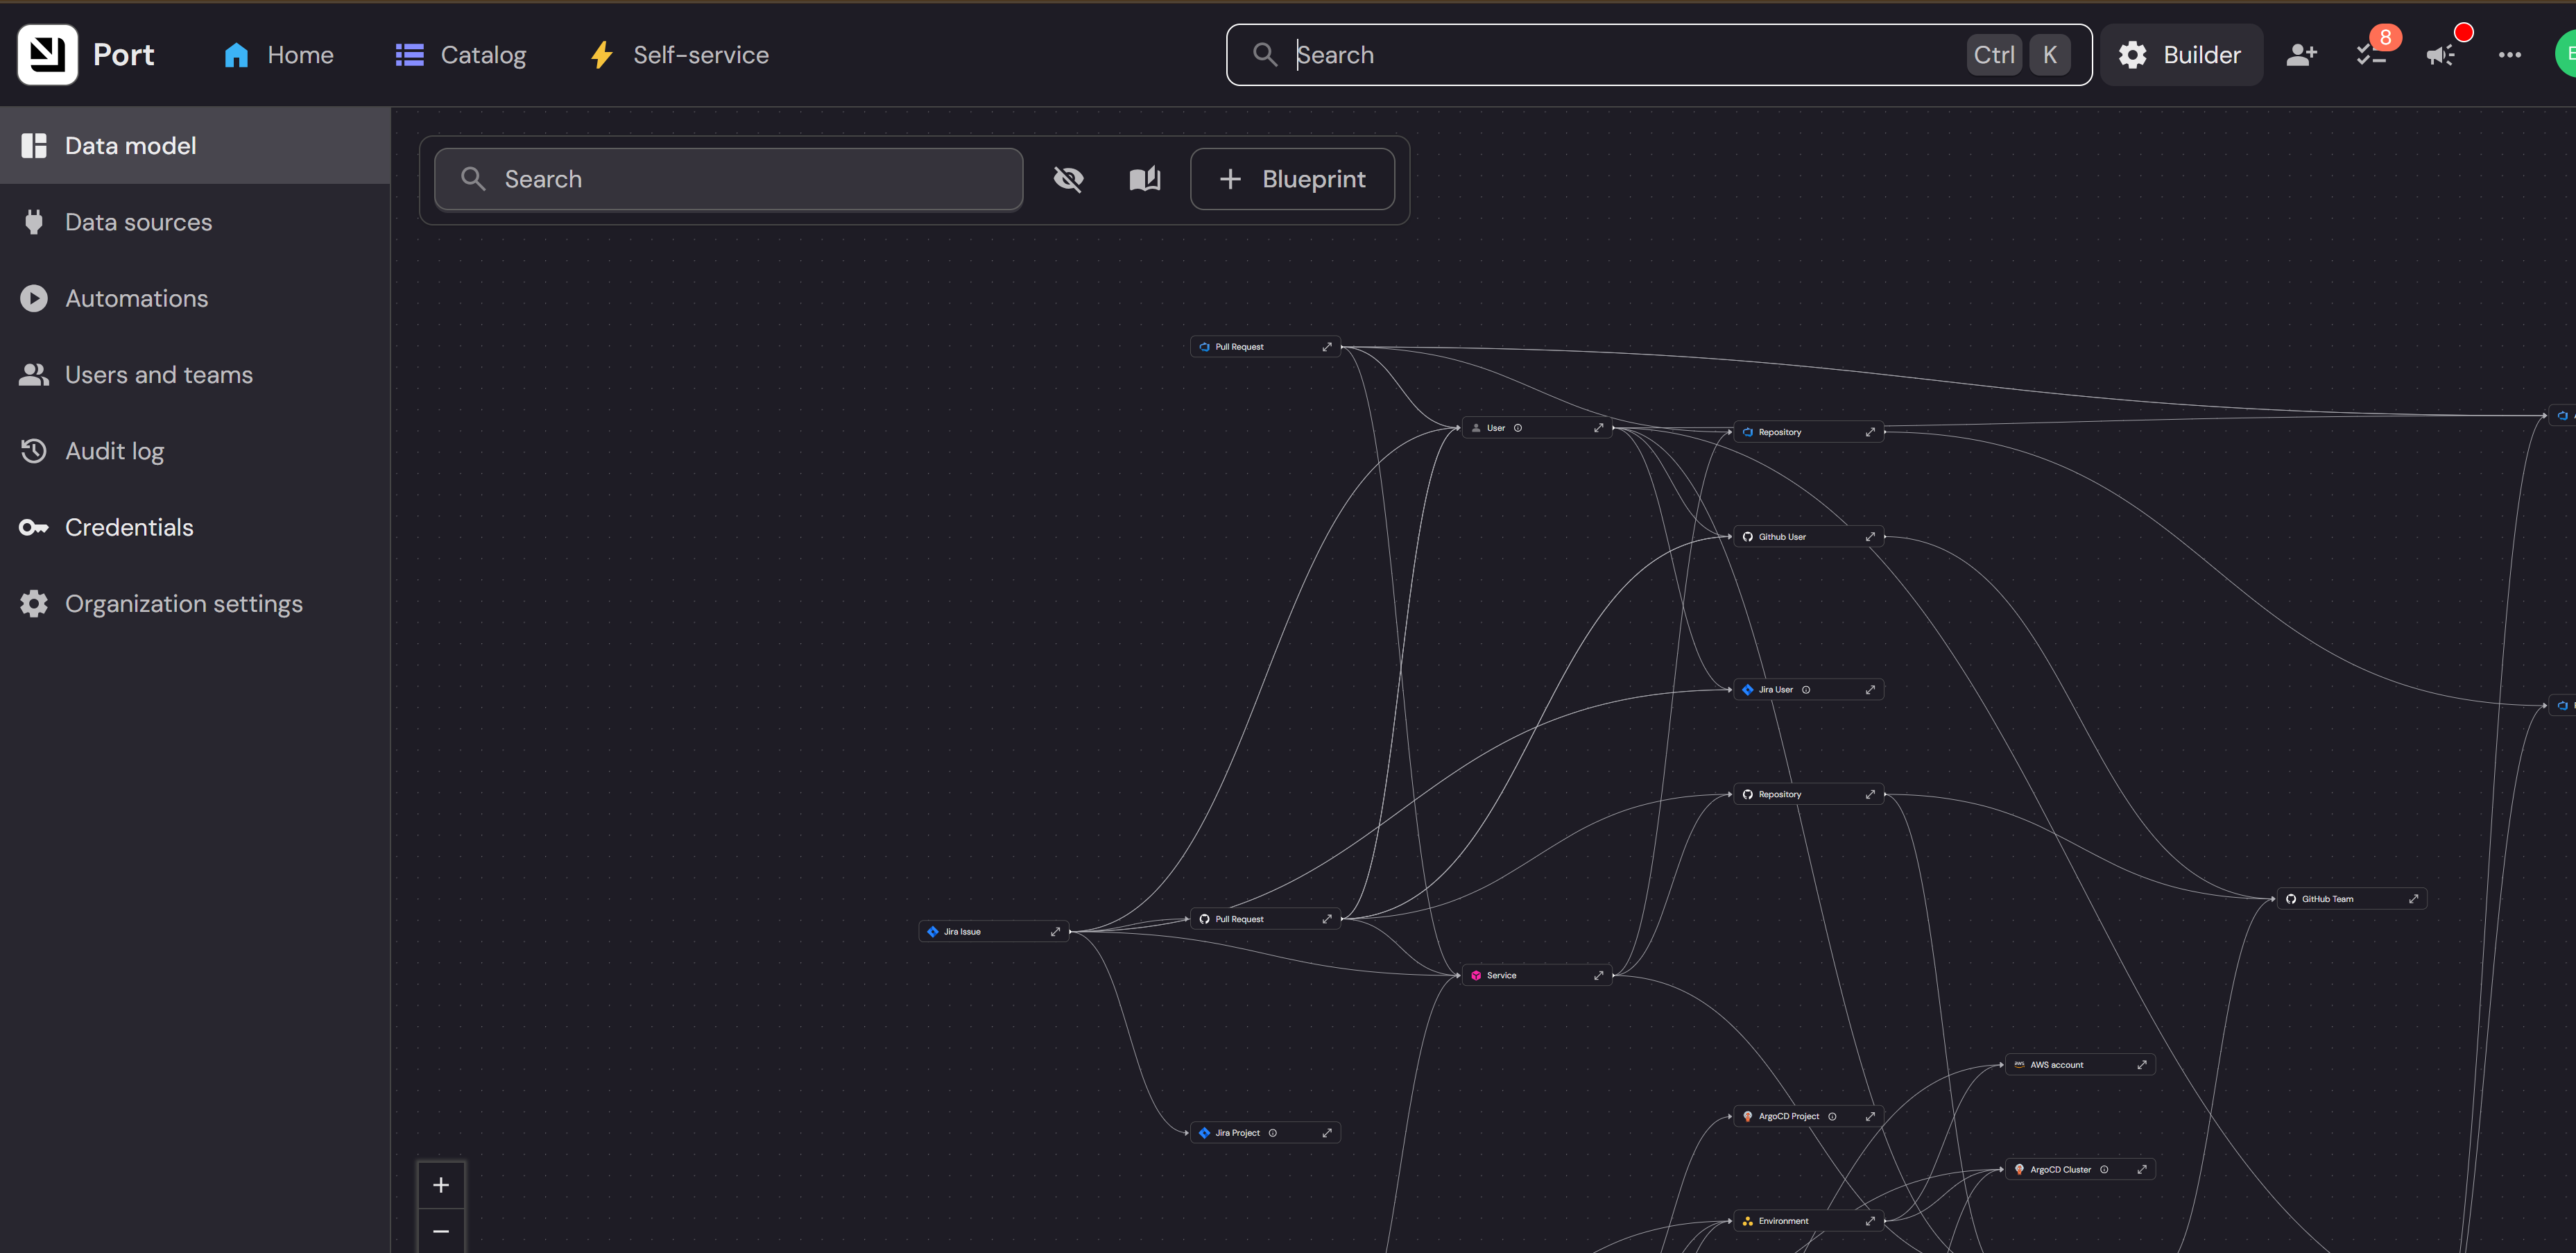 Port
Home
Catalog
Self-service
Search
Ctrl
K
Builder
8
Data model
Data sources
Automations
Users and teams
Audit log
Credentials
Organization settings
Search
+ Blueprint
Pull Request
User
Repository
Github User
Jira User
Repository
GitHub Team
Jira Issue
Pull Request
Service
AWS account
ArgoCD Project
Jira Project
ArgoCD Cluster
Environment
+
−